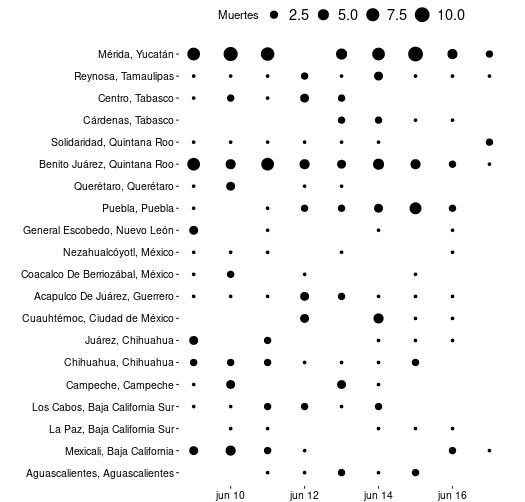 Muertes 2.5 5.0 7.5 10.0
Mérida, Yucatán
Reynosa, Tamaulipas
Centro, Tabasco
Cárdenas, Tabasco
Solidaridad, Quintana Roo
Benito Juárez, Quintana Roo
Querétaro, Querétaro
Puebla, Puebla
General Escobedo, Nuevo León
Nezahualcóyotl, México
Coacalco De Berriozábal, México
Acapulco De Juárez, Guerrero
Cuauhtémoc, Ciudad de México
Juárez, Chihuahua
Chihuahua, Chihuahua
Campeche, Campeche
Los Cabos, Baja California Sur
La Paz, Baja California Sur
Mexicali, Baja California
Aguascalientes, Aguascalientes
jun 10 jun 12 jun 14 jun 16